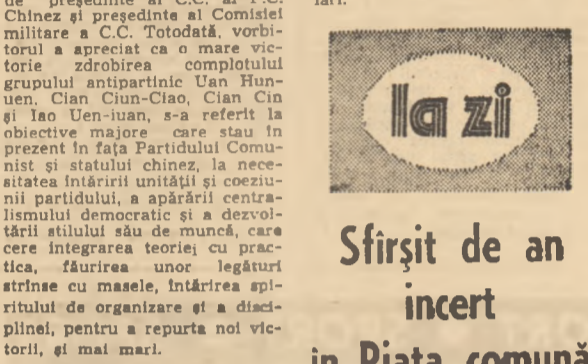 de președinte al C.C. al P.C.
Chinez și președinte al Comisiei
militare a C.C. Totodată, vorbi-
torul a apreciat ca o mare vic-
torie zdrobirea complotului
grupului antipartinic Uan Hun-
uen, Cian Ciun-Ciao, Cian Cin
și Iao Uen-iuan, s-a referit la
obiective majore care stau în
prezent în fața Partidului Comu-
nist și statului chinez, la nece-
sitatea întăririi unității și coeziu-
nii partidului, a apărării centra-
lismului democratic și a dezvol-
tării stilului său de muncă, care
cere integrarea teoriei cu prac-
tica, făurirea unor legături
strînse cu masele, întărirea spi-
ritului de organizare și a disci-
plinei, pentru a repurta noi vic-
torii, și mai mari.
la zi
Sfîrșit de an
incert
in Piața comună